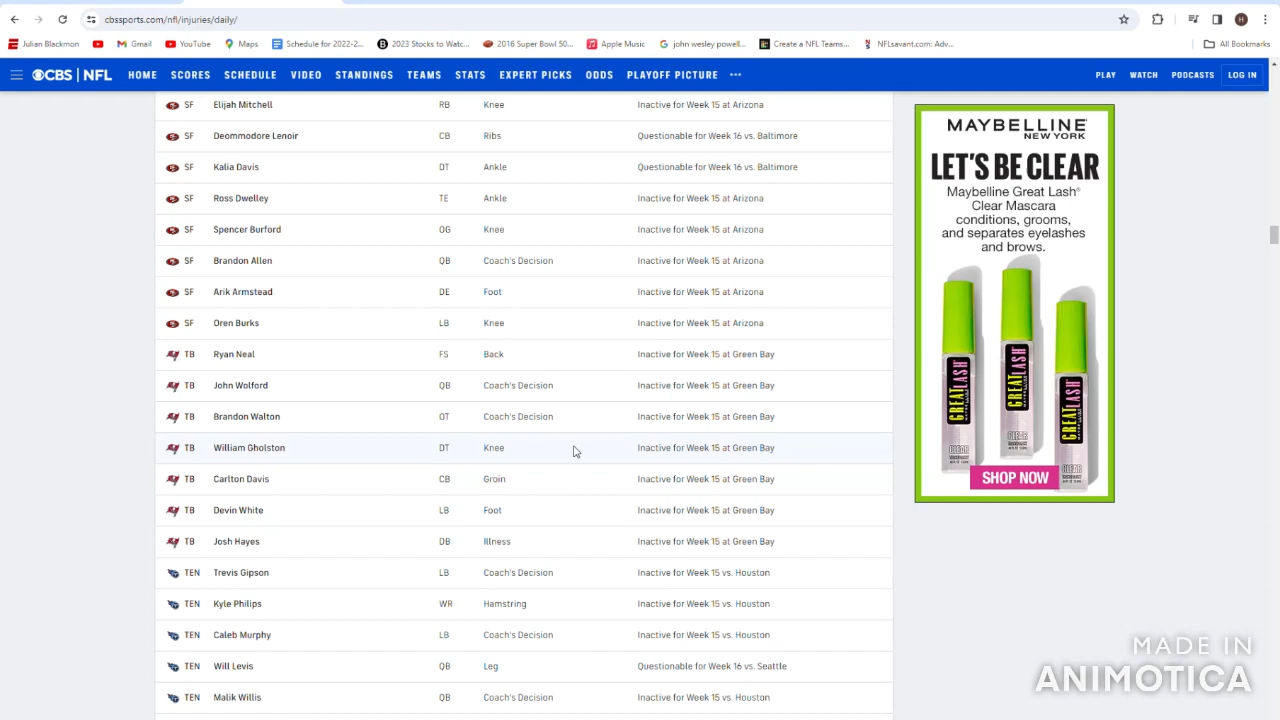 cbssports.com/nfl/injuries/daily/
Julian Blackmon Gmail YouTube Maps Schedule for 2022-2... 2023 Stocks to Watc... 2016 Super Bowl 50... Apple Music john wesley powel... Create a NFL Teams... NFLsavant.com: Adv... All Bookmarks
CBS | NFL HOME SCORES SCHEDULE VIDEO STANDINGS TEAMS STATS EXPERT PICKS ODDS PLAYOFF PICTURE ••• PLAY WATCH PODCASTS LOG IN
SF Elijah Mitchell RB Knee Inactive for Week 15 at Arizona
SF Deommodore Lenoir CB Ribs Questionable for Week 16 vs. Baltimore
SF Kalia Davis DT Ankle Questionable for Week 16 vs. Baltimore
SF Ross Dwelley TE Ankle Inactive for Week 15 at Arizona
SF Spencer Burford OG Knee Inactive for Week 15 at Arizona
SF Brandon Allen QB Coach's Decision Inactive for Week 15 at Arizona
SF Arik Armstead DE Foot Inactive for Week 15 at Arizona
SF Oren Burks LB Knee Inactive for Week 15 at Arizona
TB Ryan Neal FS Back Inactive for Week 15 at Green Bay
TB John Wolford QB Coach's Decision Inactive for Week 15 at Green Bay
TB Brandon Walton OT Coach's Decision Inactive for Week 15 at Green Bay
TB William Gholston DT Knee Inactive for Week 15 at Green Bay
TB Carlton Davis CB Groin Inactive for Week 15 at Green Bay
TB Devin White LB Foot Inactive for Week 15 at Green Bay
TB Josh Hayes DB Illness Inactive for Week 15 at Green Bay
TEN Trevis Gipson LB Coach's Decision Inactive for Week 15 vs. Houston
TEN Kyle Philips WR Hamstring Inactive for Week 15 vs. Houston
TEN Caleb Murphy LB Coach's Decision Inactive for Week 15 vs. Houston
TEN Will Levis QB Leg Questionable for Week 16 vs. Seattle
TEN Malik Willis QB Coach's Decision Inactive for Week 15 vs. Houston
MAYBELLINE
NEW YORK
LET'S BE CLEAR
Maybelline Great Lash®
Clear Mascara
conditions, grooms,
and separates eyelashes
and brows.
GREAT LASH
GREAT LASH
GREAT LASH
CLEAR
CLEAR
CLEAR
SHOP NOW
MADE IN
ANIMOTICA